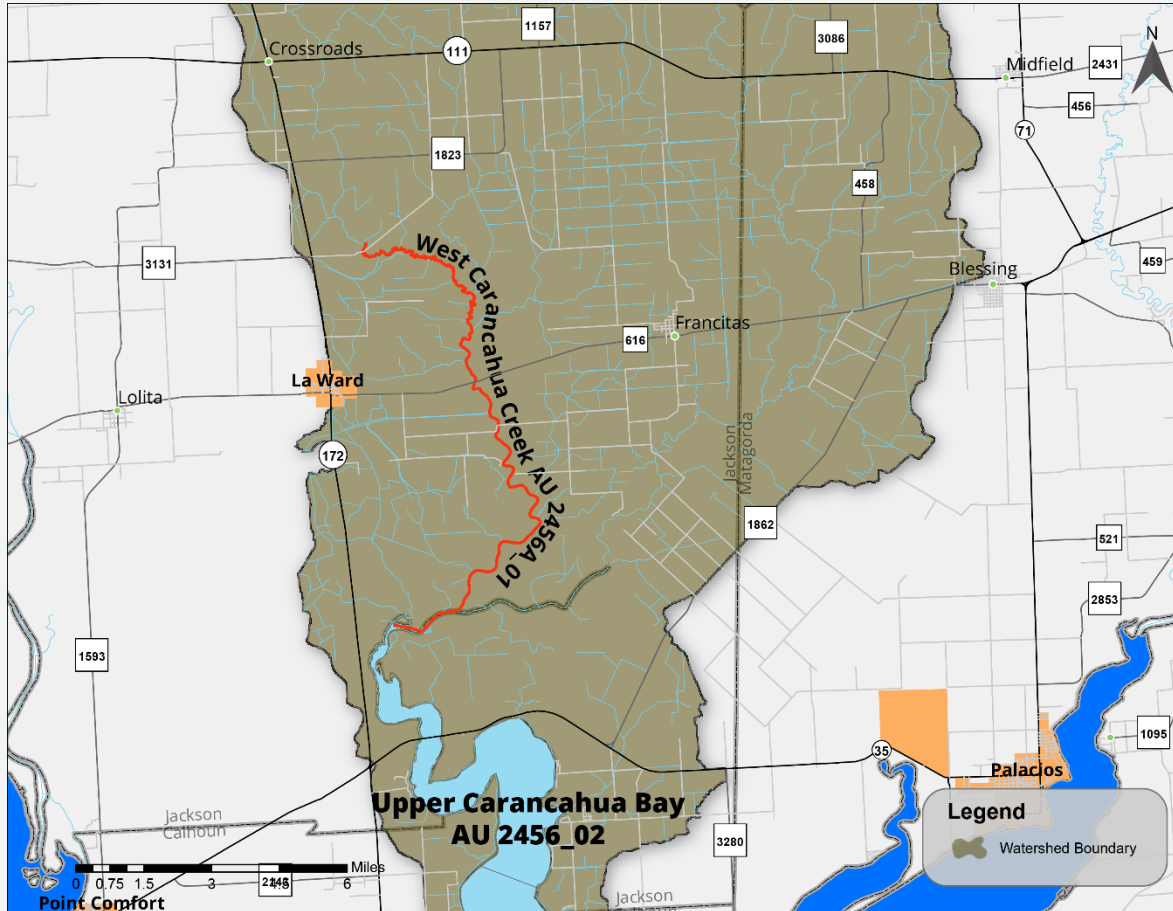 1157
3086
Crossroads
111
N
Midfield
2431
456
71
1823
458
West Carancahua Creek AU 2456A_01
3131
459
Blessing
Francitas
616
La Ward
Lolita
172
Jackson
Matagorda
1862
521
2853
1593
1095
35
Palacios
Upper Carancahua Bay
AU 2456_02
Legend
Watershed Boundary
Jackson
Calhoun
3280
Miles
0 0.75 1.5 3 4.5 6
Point Comfort
Jackson